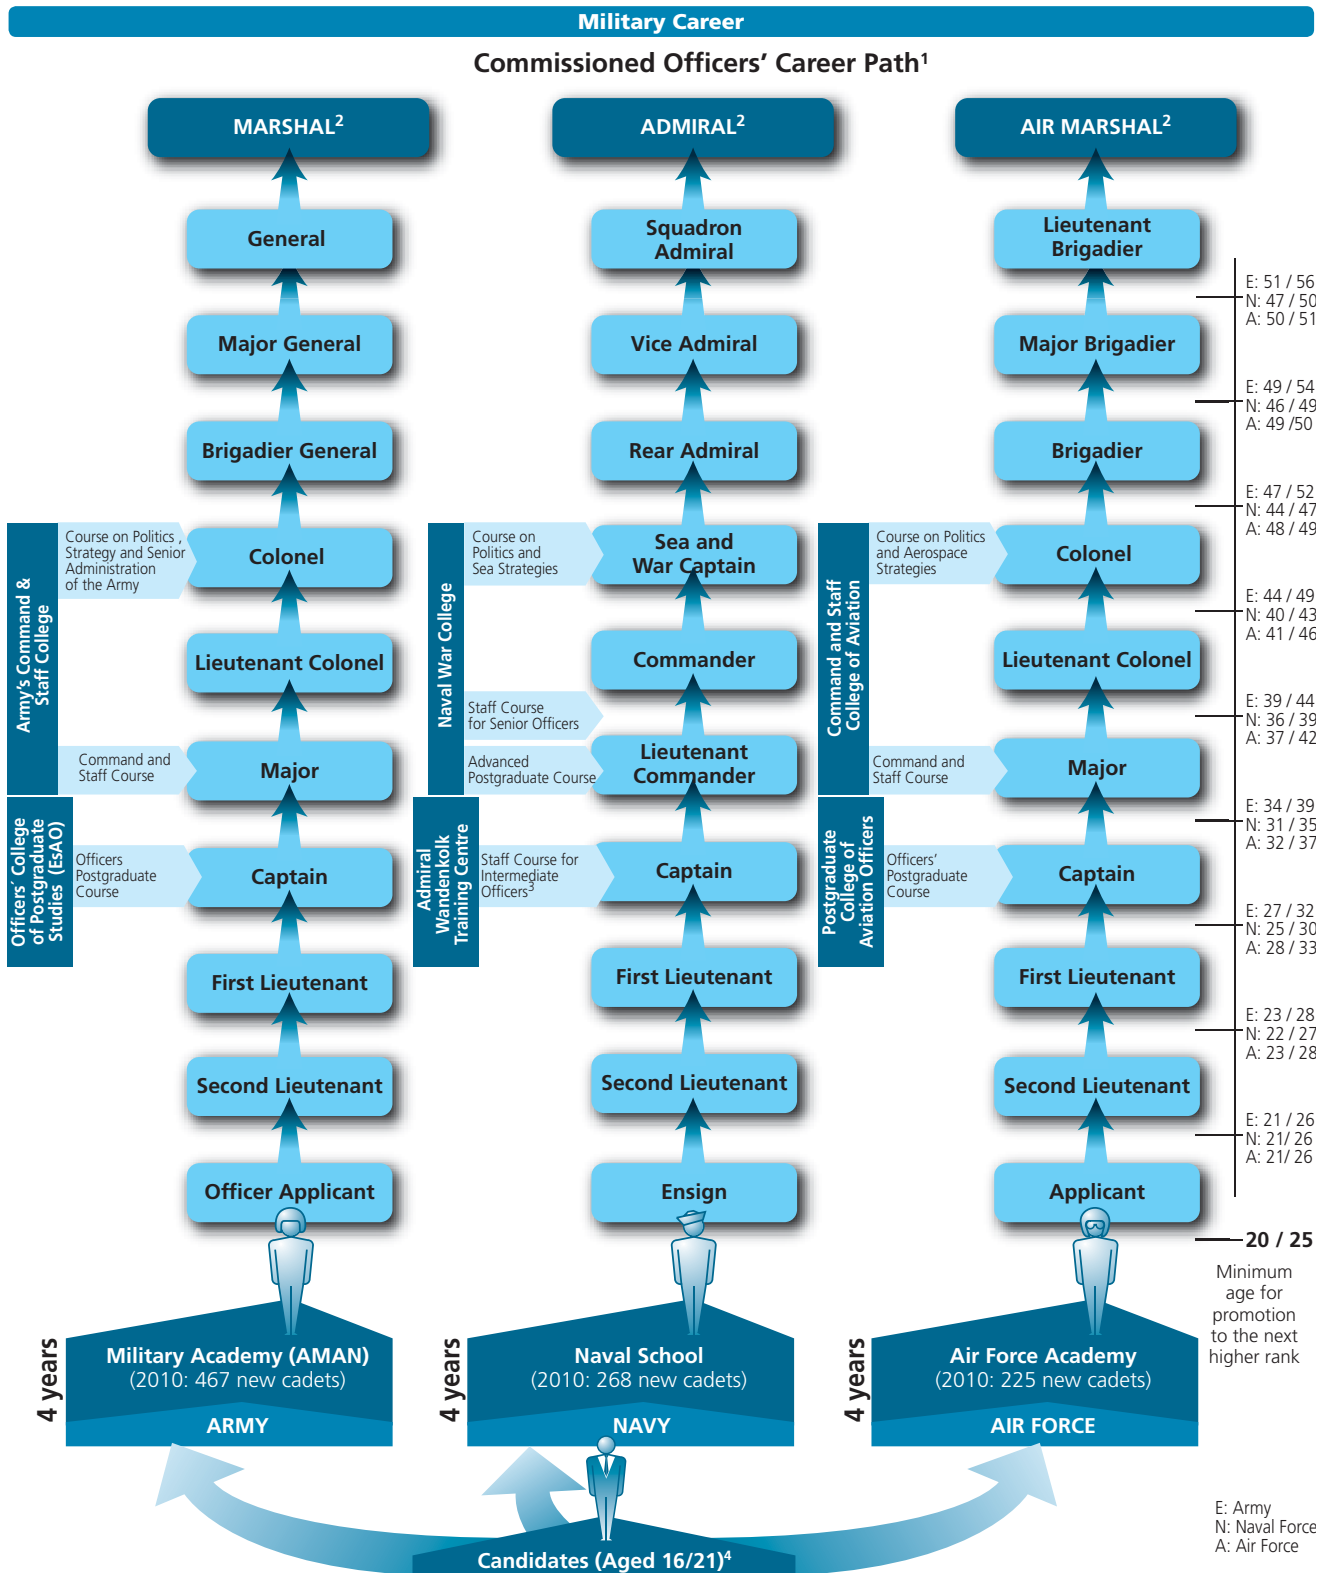 Military Career
Commissioned Officers' Career Path¹
MARSHAL²
General
Major General
Brigadier General
Colonel
Lieutenant Colonel
Major
Captain
First Lieutenant
Second Lieutenant
Officer Applicant
Army's Command &
Staff College
Course on Politics ,
Strategy and Senior
Administration
of the Army
Command and
Staff Course
Officers' College
of Postgraduate
Studies (EsAO)
Officers
Postgraduate
Course
4 years
Military Academy (AMAN)
(2010: 467 new cadets)
ARMY
ADMIRAL²
Squadron
Admiral
Vice Admiral
Rear Admiral
Sea and
War Captain
Commander
Lieutenant
Commander
Captain
First Lieutenant
Second Lieutenant
Ensign
Naval War College
Course on
Politics and
Sea Strategies
Staff Course
for Senior Officers
Advanced
Postgraduate Course
Admiral
Wandenkolk
Training Centre
Staff Course for
Intermediate
Officers³
4 years
Naval School
(2010: 268 new cadets)
NAVY
AIR MARSHAL²
Lieutenant
Brigadier
Major Brigadier
Brigadier
Colonel
Lieutenant Colonel
Major
Captain
First Lieutenant
Second Lieutenant
Applicant
Command and Staff
College of Aviation
Course on Politics
and Aerospace
Strategies
Command and
Staff Course
Postgraduate
College of
Aviation Officers
Officers'
Postgraduate
Course
4 years
Air Force Academy
(2010: 225 new cadets)
AIR FORCE
E: 51 / 56
N: 47 / 50
A: 50 / 51
E: 49 / 54
N: 46 / 49
A: 49 /50
E: 47 / 52
N: 44 / 47
A: 48 / 49
E: 44 / 49
N: 40 / 43
A: 41 / 46
E: 39 / 44
N: 36 / 39
A: 37 / 42
E: 34 / 39
N: 31 / 35
A: 32 / 37
E: 27 / 32
N: 25 / 30
A: 28 / 33
E: 23 / 28
N: 22 / 27
A: 23 / 28
E: 21 / 26
N: 21/ 26
A: 21/ 26
20 / 25
Minimum
age for
promotion
to the next
higher rank
Candidates (Aged 16/21)⁴
E: Army
N: Naval Force
A: Air Force